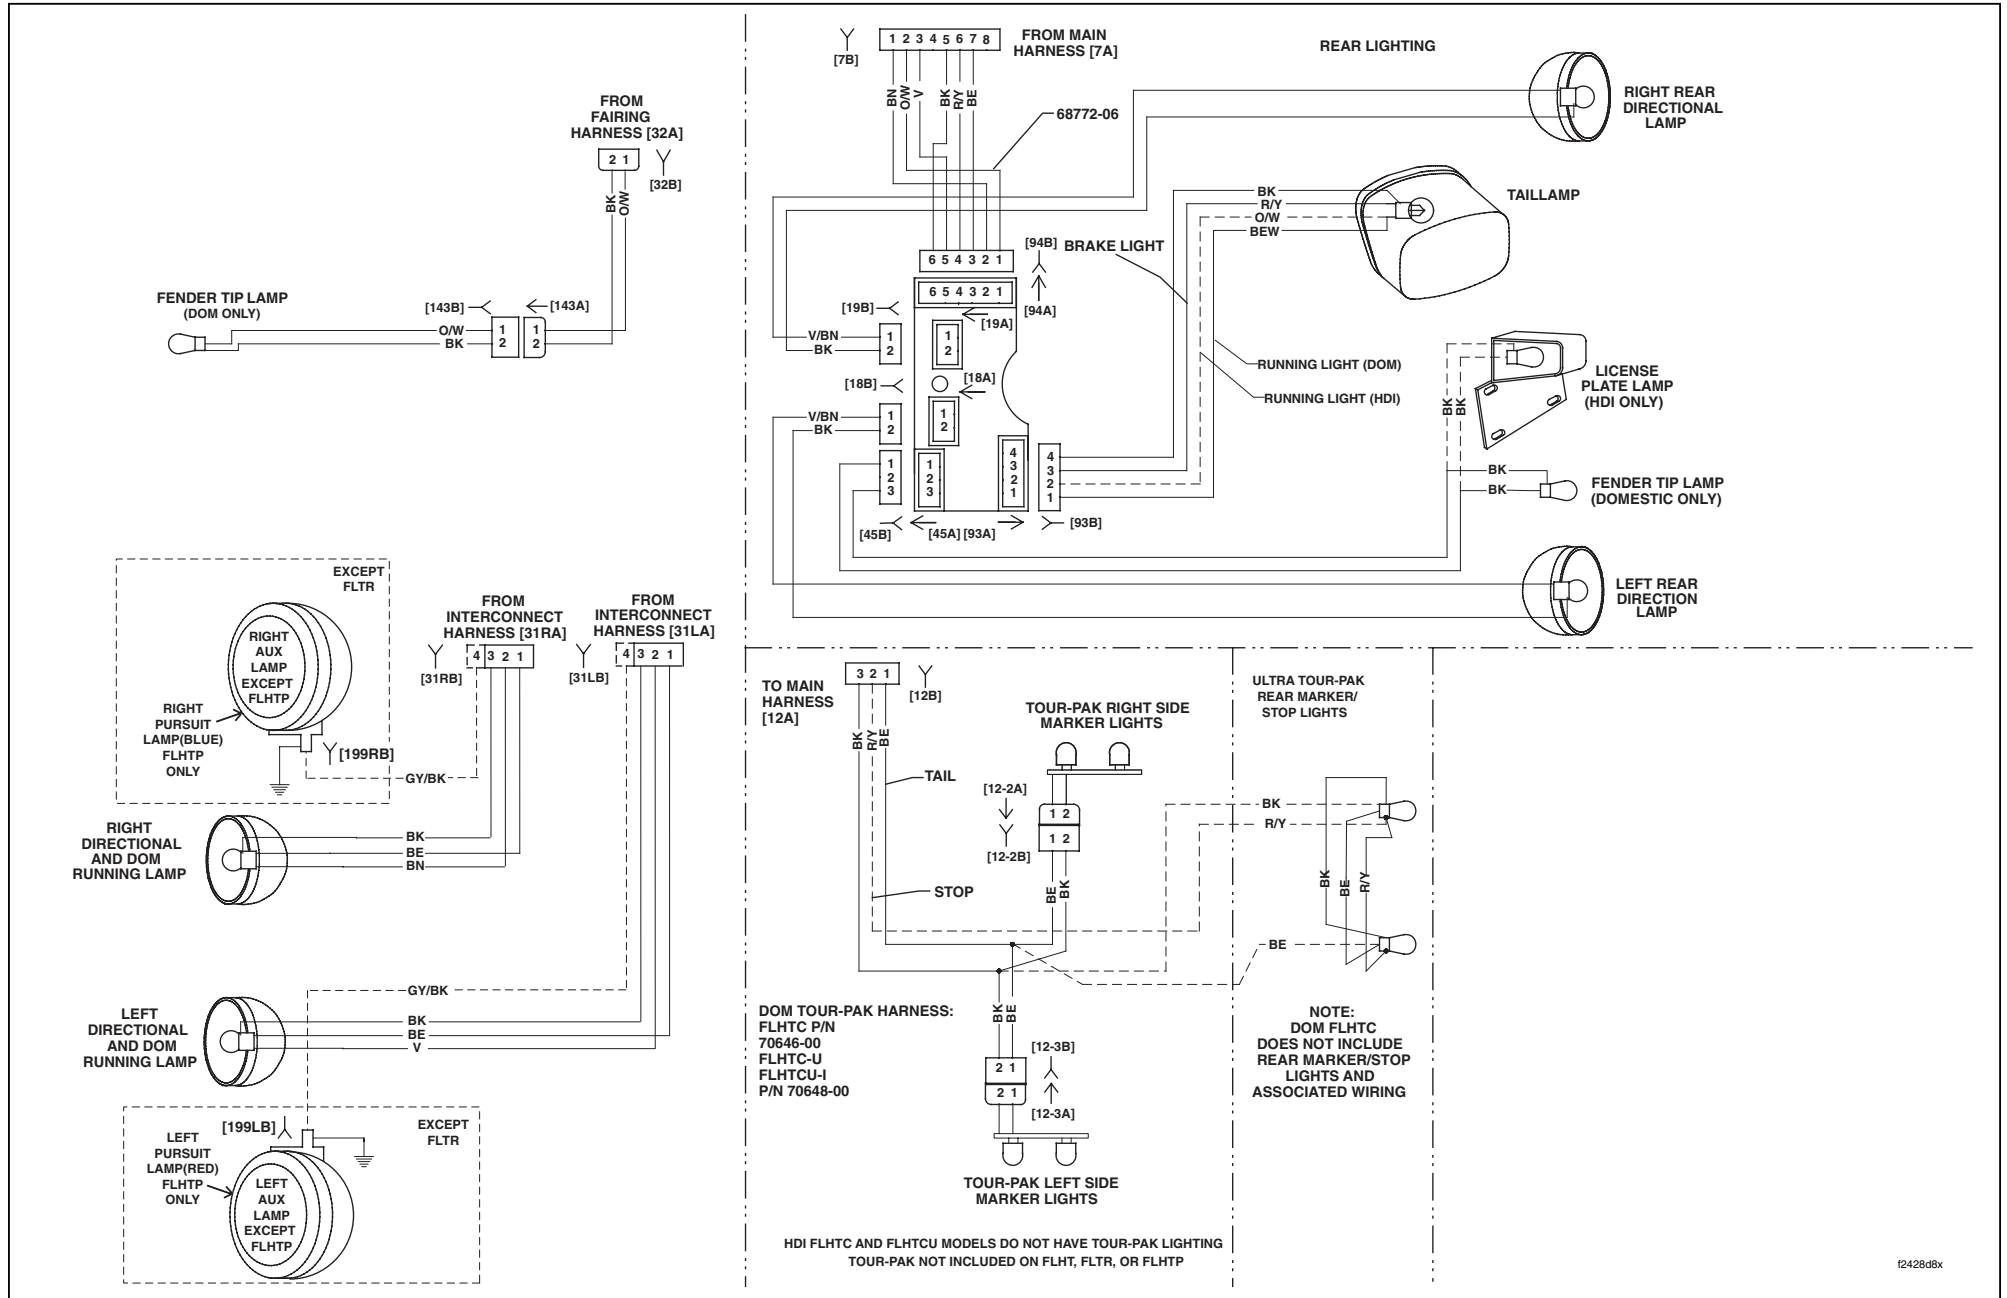 FROM
FAIRING
HARNESS [32A]
2 1
[32B]
BK
O/W
FENDER TIP LAMP
(DOM ONLY)
[143B]
[143A]
O/W
BK
1
2
1
2
[7B]
1 2 3 4 5 6 7 8
FROM MAIN
HARNESS [7A]
REAR LIGHTING
BN
O/W
V
BK
R/Y
BE
68772-06
RIGHT REAR
DIRECTIONAL
LAMP
TAILLAMP
BK
R/Y
O/W
BEW
BRAKE LIGHT
[94B]
6 5 4 3 2 1
6 5 4 3 2 1
[94A]
[19B]
[19A]
V/BN
BK
1
2
1
2
[18B]
[18A]
V/BN
BK
1
2
1
2
1
2
3
1
2
3
4
3
2
1
4
3
2
1
[45B]
[45A]
[93A]
[93B]
RUNNING LIGHT (DOM)
RUNNING LIGHT (HDI)
LICENSE
PLATE LAMP
(HDI ONLY)
BK
BK
BK
BK
FENDER TIP LAMP
(DOMESTIC ONLY)
LEFT REAR
DIRECTION
LAMP
EXCEPT
FLTR
RIGHT
AUX
LAMP
EXCEPT
FLHTP
RIGHT
PURSUIT
LAMP(BLUE)
FLHTP
ONLY
[199RB]
GY/BK
FROM
INTERCONNECT
HARNESS [31RA]
[31RB]
4 3 2 1
FROM
INTERCONNECT
HARNESS [31LA]
[31LB]
4 3 2 1
RIGHT
DIRECTIONAL
AND DOM
RUNNING LAMP
BK
BE
BN
LEFT
DIRECTIONAL
AND DOM
RUNNING LAMP
GY/BK
BK
BE
V
[199LB]
EXCEPT
FLTR
LEFT
PURSUIT
LAMP(RED)
FLHTP
ONLY
LEFT
AUX
LAMP
EXCEPT
FLHTP
TO MAIN
HARNESS
[12A]
3 2 1
[12B]
BK
R/Y
BE
TAIL
STOP
TOUR-PAK RIGHT SIDE
MARKER LIGHTS
[12-2A]
1 2
1 2
[12-2B]
BE
BK
ULTRA TOUR-PAK
REAR MARKER/
STOP LIGHTS
BK
R/Y
BK
BE
R/Y
BE
DOM TOUR-PAK HARNESS:
FLHTC P/N
70646-00
FLHTC-U
FLHTCU-I
P/N 70648-00
BK
BE
[12-3B]
2 1
2 1
[12-3A]
TOUR-PAK LEFT SIDE
MARKER LIGHTS
NOTE:
DOM FLHTC
DOES NOT INCLUDE
REAR MARKER/STOP
LIGHTS AND
ASSOCIATED WIRING
HDI FLHTC AND FLHTCU MODELS DO NOT HAVE TOUR-PAK LIGHTING
TOUR-PAK NOT INCLUDED ON FLHT, FLTR, OR FLHTP
f2428d8x